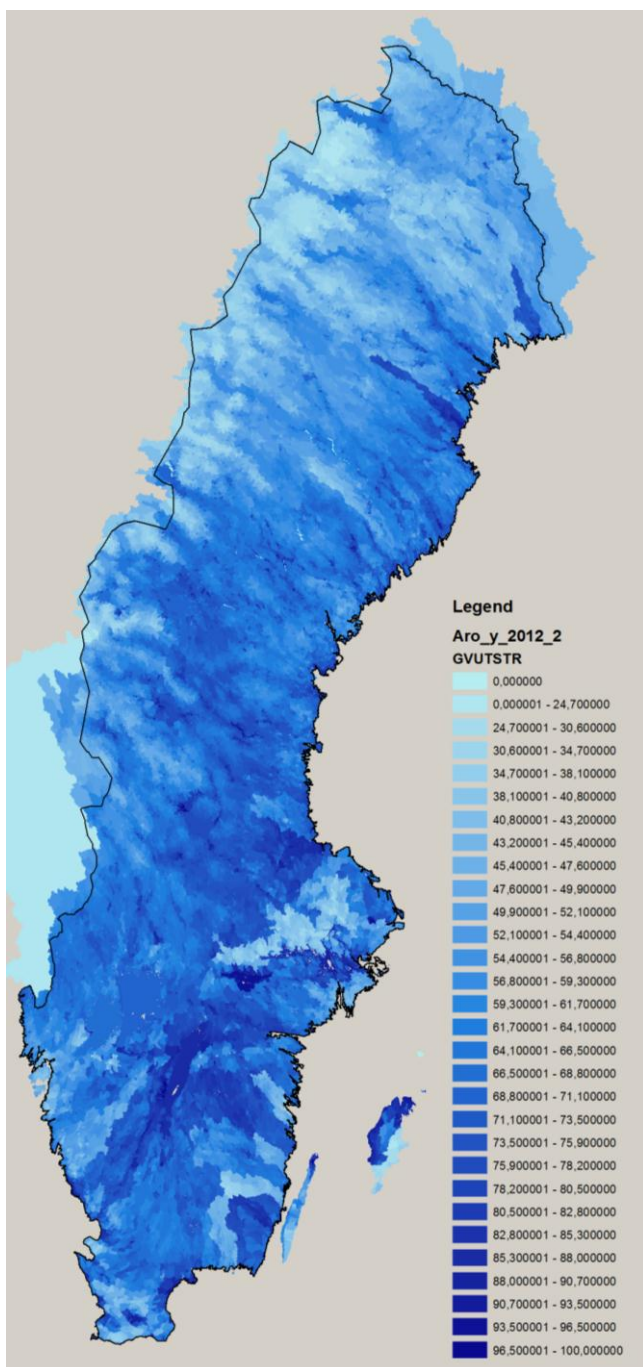 Legend
Aro_y_2012_2
GVUTSTR
0,000000
0,000001 - 24,700000
24,700001 - 30,600000
30,600001 - 34,700000
34,700001 - 38,100000
38,100001 - 40,800000
40,800001 - 43,200000
43,200001 - 45,400000
45,400001 - 47,600000
47,600001 - 49,900000
49,900001 - 52,100000
52,100001 - 54,400000
54,400001 - 56,800000
56,800001 - 59,300000
59,300001 - 61,700000
61,700001 - 64,100000
64,100001 - 66,500000
66,500001 - 68,800000
68,800001 - 71,100000
71,100001 - 73,500000
73,500001 - 75,900000
75,900001 - 78,200000
78,200001 - 80,500000
80,500001 - 82,800000
82,800001 - 85,300000
85,300001 - 88,000000
88,000001 - 90,700000
90,700001 - 93,500000
93,500001 - 96,500000
96,500001 - 100,000000